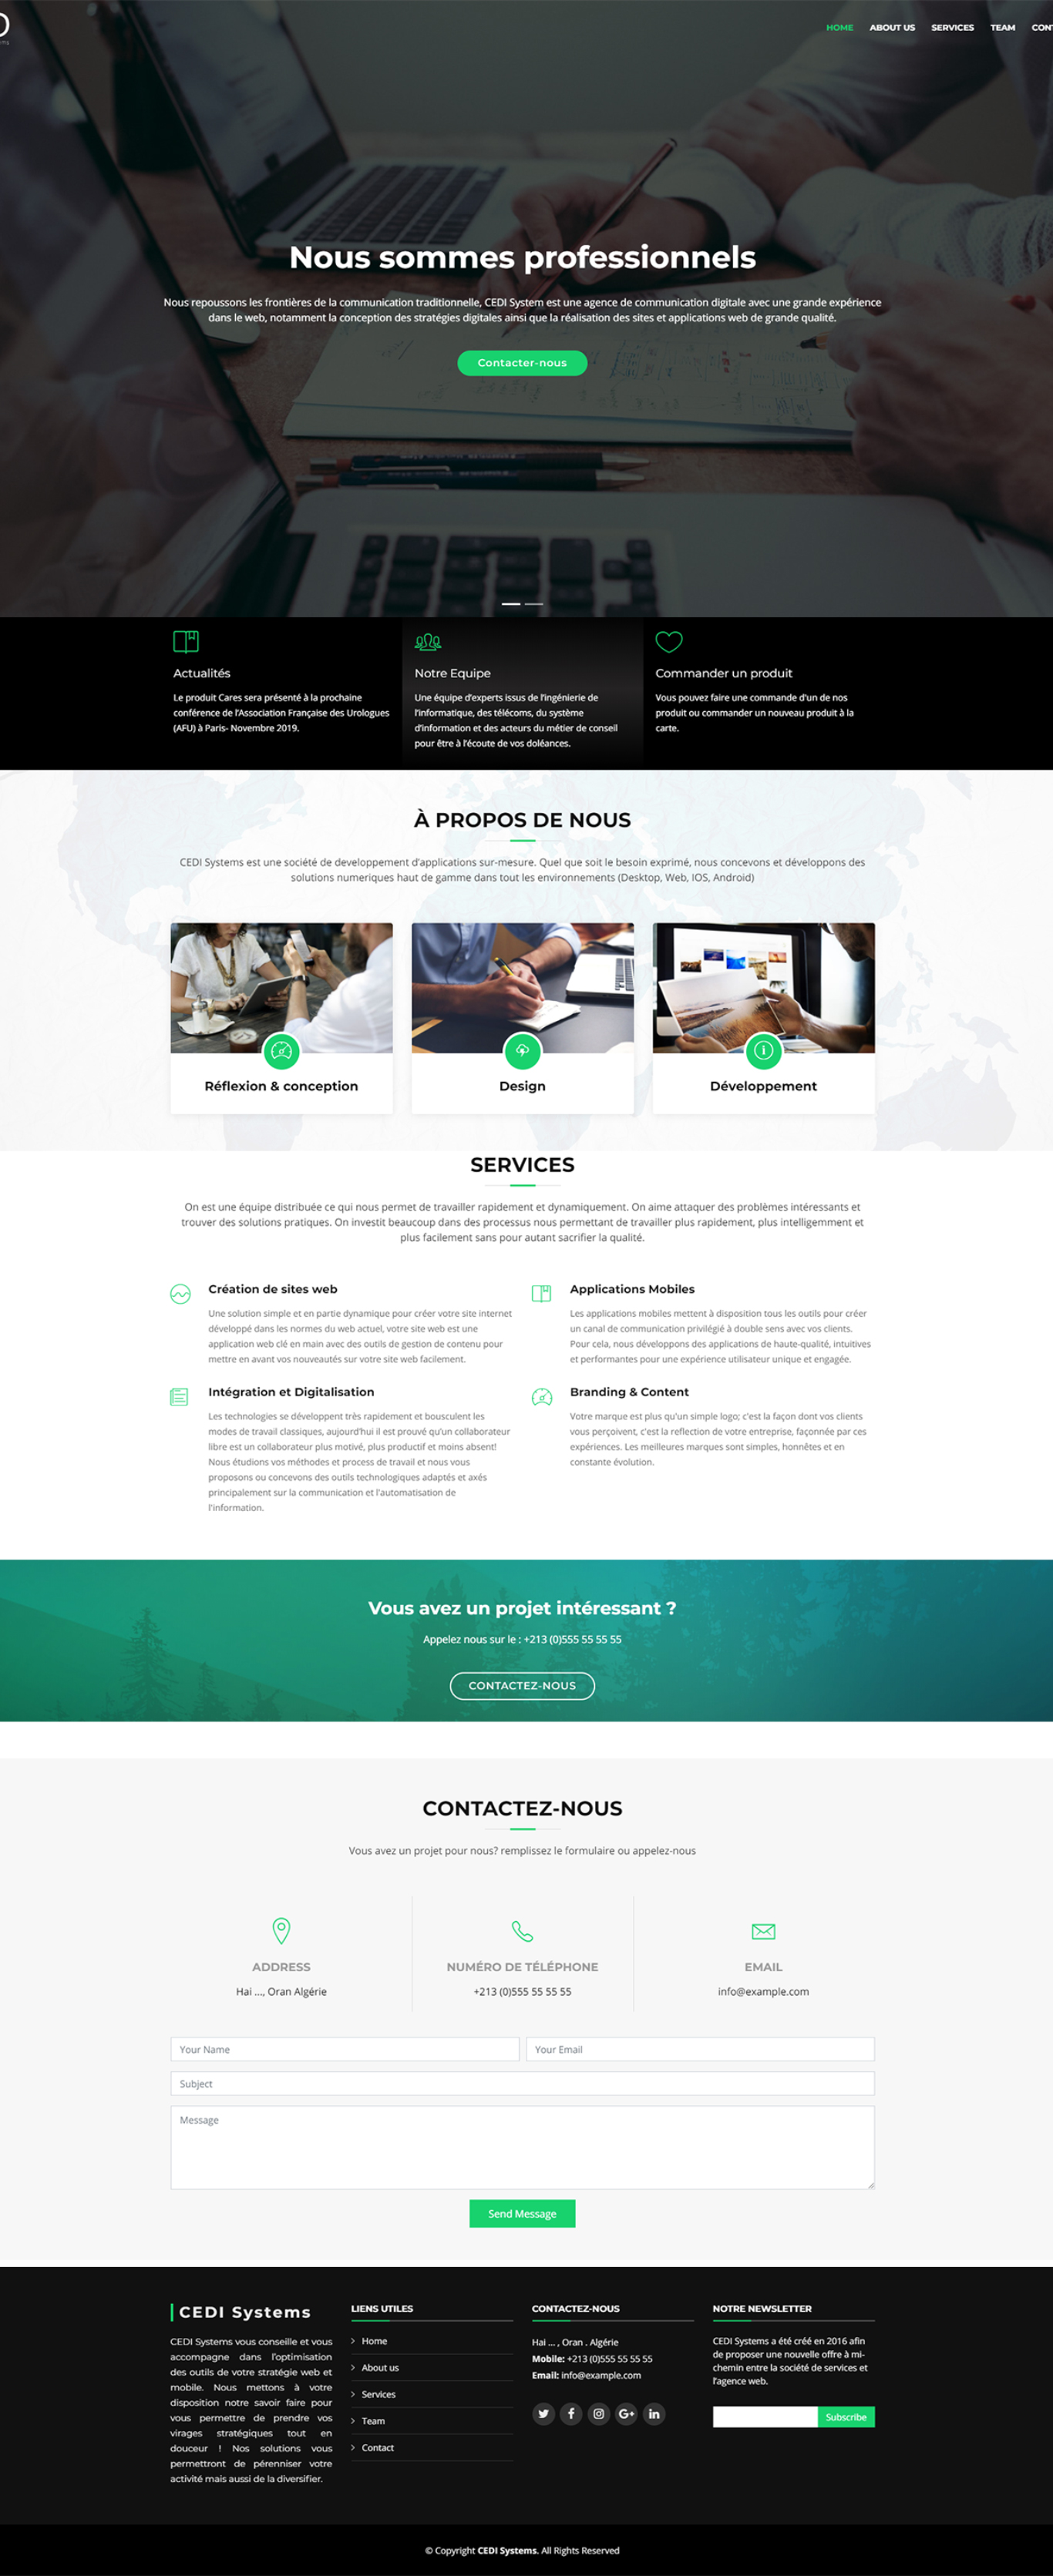 HOME ABOUT US SERVICES TEAM
Nous sommes professionnels
Nous repoussons les frontières de la communication traditionnelle, CEDI System est une agence de communication digitale avec une grande expérience
dans le web, notamment la conception des stratégies digitales ainsi que la réalisation des sites et applications web de grande qualité.
Contacter-nous
Actualités
Le produit Cares sera présenté à la prochaine
conférence de l'Association Française des Urologues
(AFU) à Paris- Novembre 2019.
Notre Equipe
Une équipe d'experts issus de l'ingénierie de
l'informatique, des télécoms, du système
d'information et des acteurs du métier de conseil
pour être à l'écoute de vos doléances.
Commander un produit
Vous pouvez faire une commande d'un de nos
produit ou commander un nouveau produit à la
carte.
À PROPOS DE NOUS
CEDI Systems est une société de developpement d'applications sur-mesure. Quel que soit le besoin exprimé, nous concevons et développons des
solutions numeriques haut de gamme dans tout les environnements (Desktop, Web, IOS, Android)
Réflexion & conception
Design
Développement
SERVICES
On est une équipe distribuée ce qui nous permet de travailler rapidement et dynamiquement. On aime attaquer des problèmes intéressants et
trouver des solutions pratiques. On investit beaucoup dans des processus nous permettant de travailler plus rapidement, plus intelligemment et
plus facilement sans pour autant sacrifier la qualité.
Création de sites web
Une solution simple et en partie dynamique pour créer votre site internet
développé dans les normes du web actuel, votre site web est une
application web clé en main avec des outils de gestion de contenu pour
mettre en avant vos nouveautés sur votre site web facilement.
Applications Mobiles
Les applications mobiles mettent à disposition tous les outils pour créer
un canal de communication privilégié à double sens avec vos clients.
Pour cela, nous développons des applications de haute-qualité, intuitives
et performantes pour une expérience utilisateur unique et engagée.
Intégration et Digitalisation
Les technologies se développent très rapidement et bousculent les
modes de travail classiques, aujourd'hui il est prouvé qu'un collaborateur
libre est un collaborateur plus motivé, plus productif et moins absent!
Nous étudions vos méthodes et process de travail et nous vous
proposons ou concevons des outils technologiques adaptés et axés
principalement sur la communication et l'automatisation de
l'information.
Branding & Content
Votre marque est plus qu'un simple logo; c'est la façon dont vos clients
vous perçoivent, c'est la reflection de votre entreprise, façonnée par ces
expériences. Les meilleures marques sont simples, honnêtes et en
constante évolution.
Vous avez un projet intéressant ?
Appelez nous sur le : +213 (0)555 55 55 55
CONTACTEZ-NOUS
CONTACTEZ-NOUS
Vous avez un projet pour nous? remplissez le formulaire ou appelez-nous
ADDRESS
Hai ..., Oran Algérie
NUMÉRO DE TÉLÉPHONE
+213 (0)555 55 55 55
EMAIL
info@example.com
Your Name
Your Email
Subject
Message
Send Message
CEDI Systems
CEDI Systems vous conseille et vous
accompagne dans l'optimisation
des outils de votre stratégie web et
mobile. Nous mettons à votre
disposition notre savoir faire pour
vous permettre de prendre vos
virages stratégiques tout en
douceur ! Nos solutions vous
permettront de pérenniser votre
activité mais aussi de la diversifier.
LIENS UTILES
Home
About us
Services
Team
Contact
CONTACTEZ-NOUS
Hai ... , Oran . Algérie
Mobile: +213 (0)555 55 55 55
Email: info@example.com
NOTRE NEWSLETTER
CEDI Systems a été créé en 2016 afin
de proposer une nouvelle offre à mi-
chemin entre la société de services et
l'agence web.
Subscribe
© Copyright CEDI Systems. All Rights Reserved